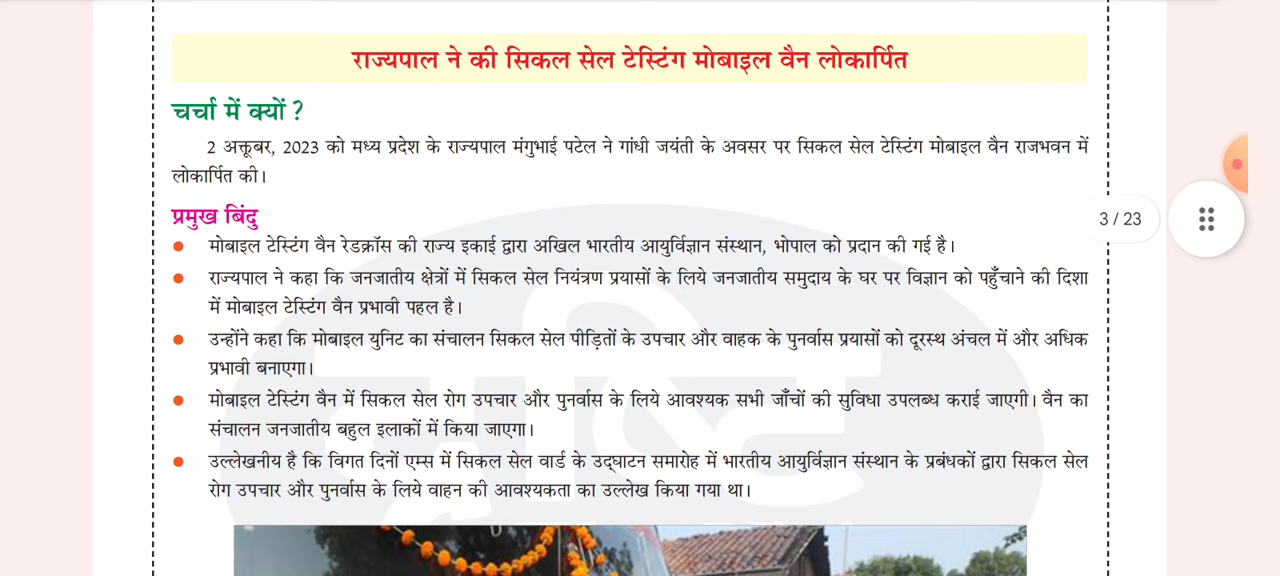 राज्यपाल ने की सिकल सेल टेस्टिंग मोबाइल वैन लोकार्पित
चर्चा में क्यों?
2 अक्तूबर, 2023 को मध्य प्रदेश के राज्यपाल मंगुभाई पटेल ने गांधी जयंती के अवसर पर सिकल सेल टेस्टिंग मोबाइल वैन राजभवन में
लोकार्पित की।
प्रमुख बिंदु
3 / 23
● मोबाइल टेस्टिंग वैन रेडक्रॉस की राज्य इकाई द्वारा अखिल भारतीय आयुर्विज्ञान संस्थान, भोपाल को प्रदान की गई है।
● राज्यपाल ने कहा कि जनजातीय क्षेत्रों में सिकल सेल नियंत्रण प्रयासों के लिये जनजातीय समुदाय के घर पर विज्ञान को पहुँचाने की दिशा
में मोबाइल टेस्टिंग वैन प्रभावी पहल है।
● उन्होंने कहा कि मोबाइल युनिट का संचालन सिकल सेल पीड़ितों के उपचार और वाहक के पुनर्वास प्रयासों को दूरस्थ अंचल में और अधिक
प्रभावी बनाएगा।
● मोबाइल टेस्टिंग वैन में सिकल सेल रोग उपचार और पुनर्वास के लिये आवश्यक सभी जाँचों की सुविधा उपलब्ध कराई जाएगी। वैन का
संचालन जनजातीय बहुल इलाकों में किया जाएगा।
● उल्लेखनीय है कि विगत दिनों एम्स में सिकल सेल वार्ड के उद्घाटन समारोह में भारतीय आयुर्विज्ञान संस्थान के प्रबंधकों द्वारा सिकल सेल
रोग उपचार और पुनर्वास के लिये वाहन की आवश्यकता का उल्लेख किया गया था।
दृष्टि